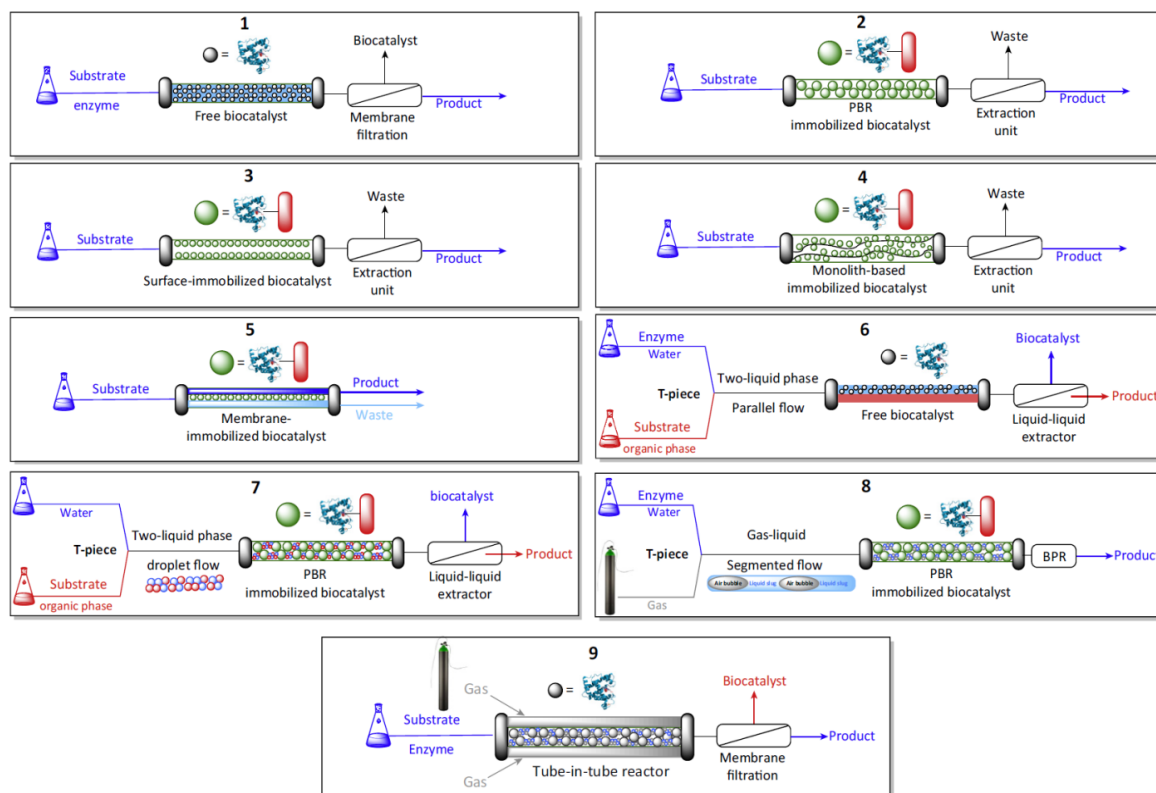 1
=
Biocatalyst
Substrate
enzyme
Free biocatalyst
Membrane
filtration
Product
2
=
Waste
Substrate
PBR
immobilized biocatalyst
Extraction
unit
Product
3
=
Waste
Substrate
Surface-immobilized biocatalyst
Extraction
unit
Product
4
=
Waste
Substrate
Monolith-based
immobilized biocatalyst
Extraction
unit
Product
5
=
Substrate
Product
Waste
Membrane-
immobilized biocatalyst
6
Enzyme
Water
=
Biocatalyst
Two-liquid phase
T-piece
Parallel flow
Free biocatalyst
Substrate
organic phase
Product
Liquid-liquid
extractor
7
Water
=
biocatalyst
Two-liquid phase
T-piece
droplet flow
Substrate
organic phase
PBR
immobilized biocatalyst
Product
Liquid-liquid
extractor
8
Enzyme
Water
=
Gas-liquid
T-piece
Segmented flow
Air bubble Liquid slug Air bubble Liquid slug
Gas
PBR
immobilized biocatalyst
BPR
Product
9
Gas
=
Biocatalyst
Substrate
Enzyme
Gas
Tube-in-tube reactor
Membrane
filtration
Product